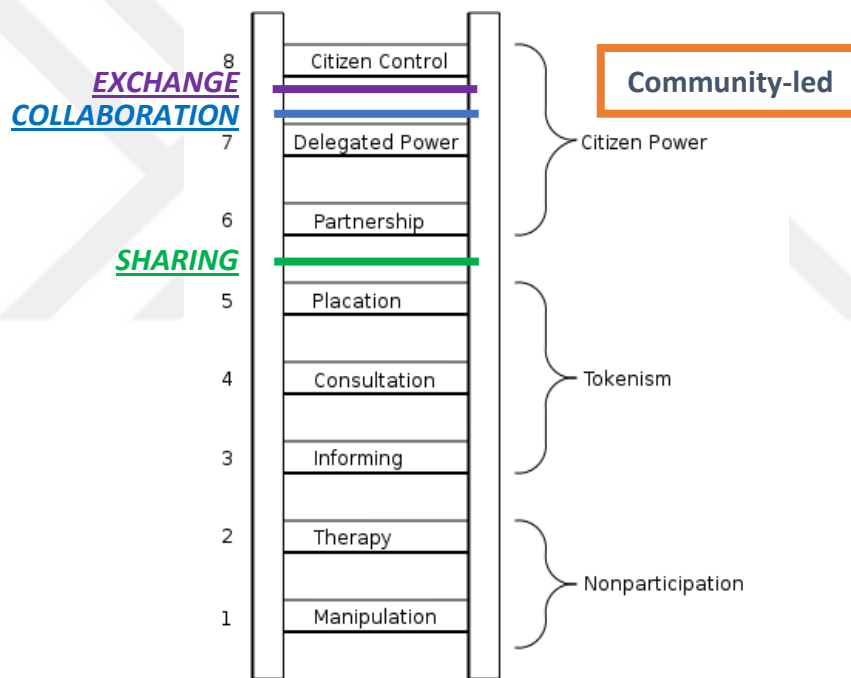 8
Citizen Control
EXCHANGE
Community-led
COLLABORATION
7
Delegated Power
Citizen Power
6
Partnership
SHARING
5
Placation
4
Consultation
Tokenism
3
Informing
2
Therapy
Nonparticipation
1
Manipulation